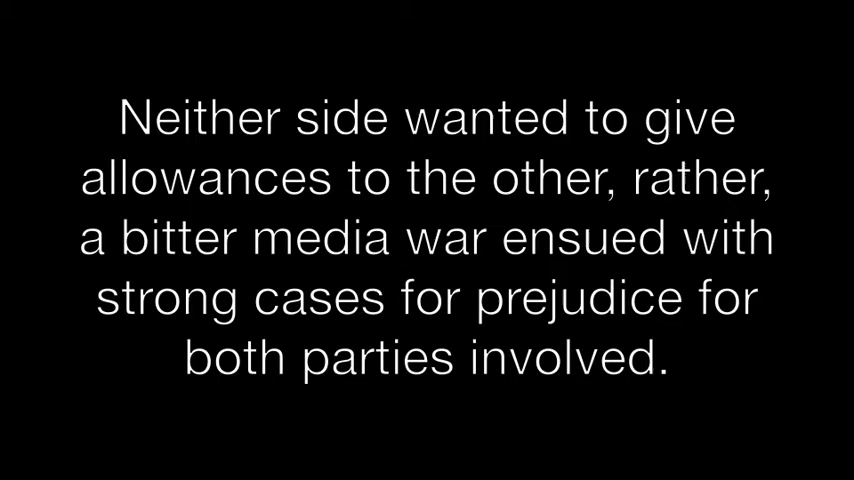 Neither side wanted to give
allowances to the other, rather,
a bitter media war ensued with
strong cases for prejudice for
both parties involved.